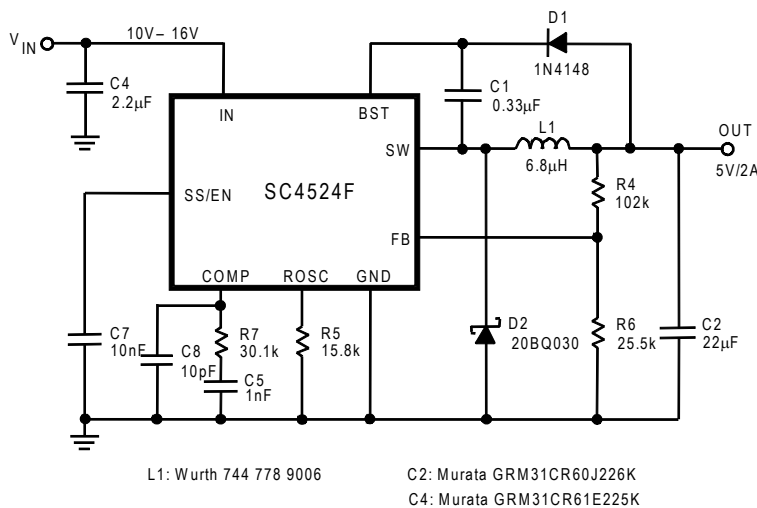 D1
V IN
10V– 16V
1N4148
C4
2.2µF
C1
0.33µF
IN
BST
L1
OUT
SW
6.8µH
5V/2A
R4
102k
SS/EN
SC4524F
FB
COMP
ROSC
GND
C7
10nF
C8
10pF
R7
30.1k
C5
1nF
R5
15.8k
D2
20BQ030
R6
25.5k
C2
22µF
L1: Wurth 744 778 9006
C2: Murata GRM31CR60J226K
C4: Murata GRM31CR61E225K